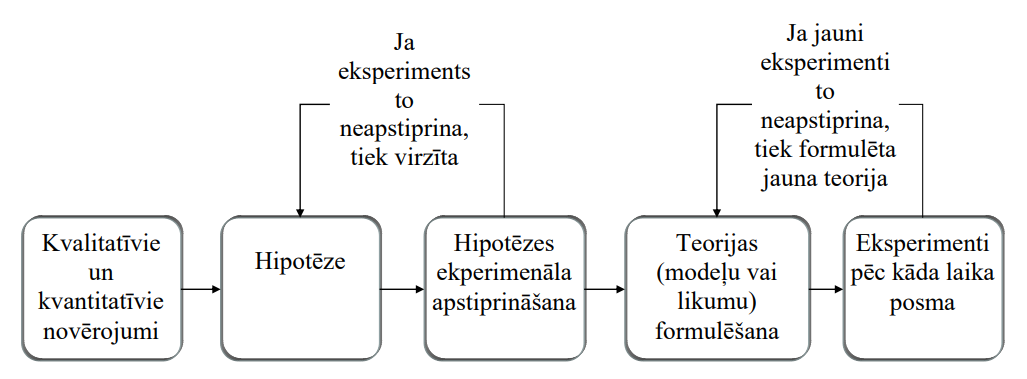 Ja
eksperiments
to
neapstiprina,
tiek virzīta
Ja jauni
eksperimenti
to
neapstiprina,
tiek formulēta
jauna teorija
Kvalitatīvie
un
kvantitatīvie
novērojumi
Hipotēze
Hipotēzes
ekperimenāla
apstiprināšana
Teorijas
(modeļu vai
likumu)
formulēšana
Eksperimenti
pēc kāda laika
posma